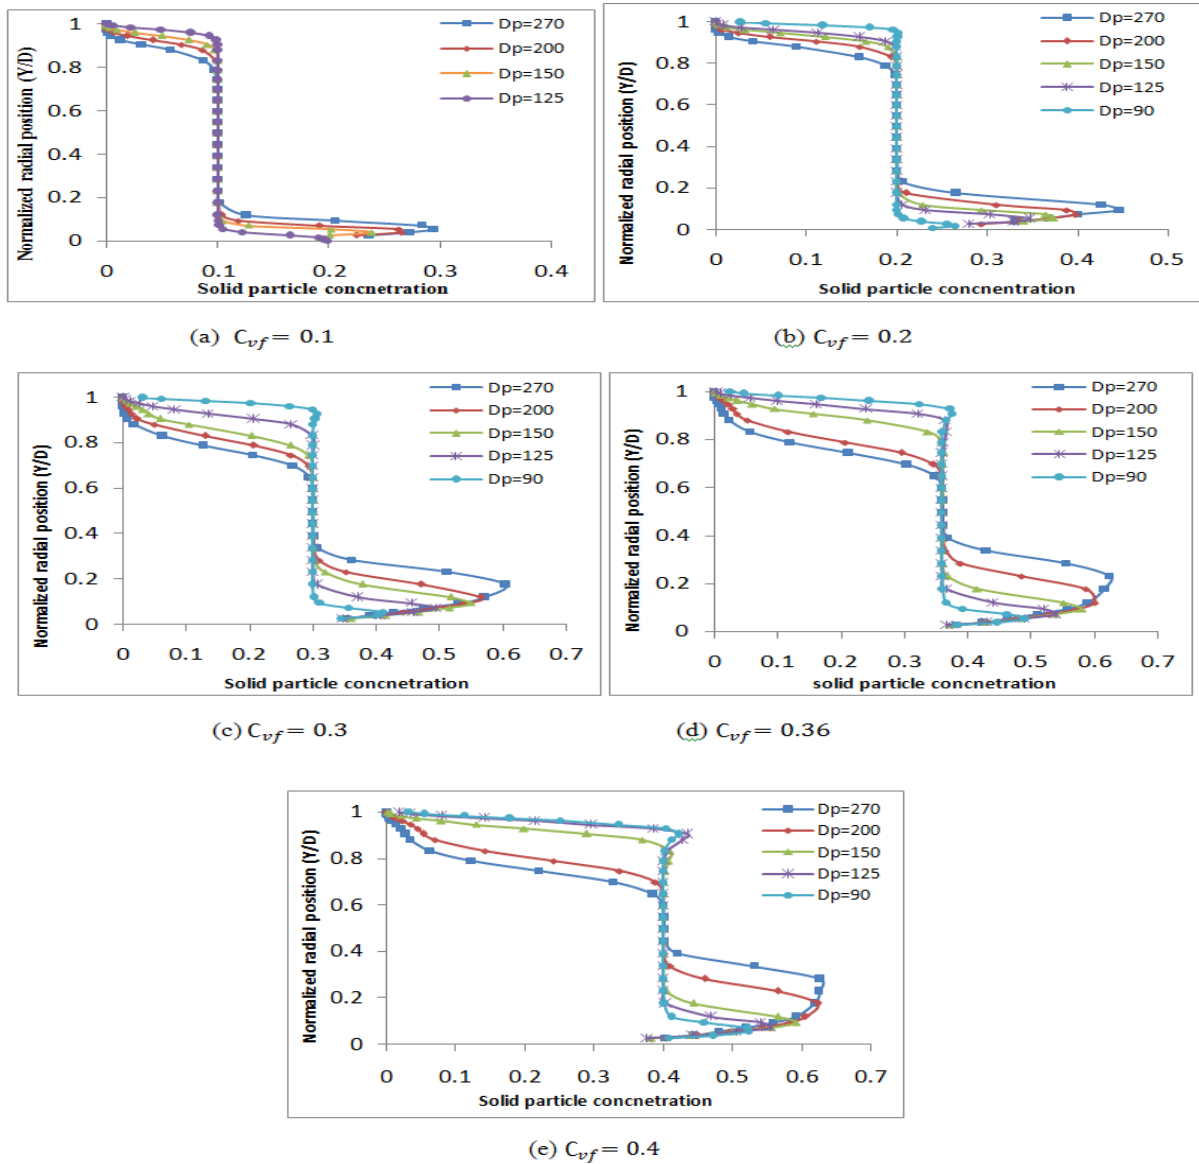 Normalized radial position (Y/D)
1
0.8
0.6
0.4
0.2
0
0 0.1 0.2 0.3 0.4
Solid particle concnetration
Dp=270
Dp=200
Dp=150
Dp=125
(a) Cvf = 0.1
Normalized radial position (Y/D)
1
0.8
0.6
0.4
0.2
0
0 0.1 0.2 0.3 0.4 0.5
Solid particle concnentration
Dp=270
Dp=200
Dp=150
Dp=125
Dp=90
(b) Cvf = 0.2
Normalized radial position (Y/D)
1
0.8
0.6
0.4
0.2
0
0 0.1 0.2 0.3 0.4 0.5 0.6 0.7
Solid particle concnetration
Dp=270
Dp=200
Dp=150
Dp=125
Dp=90
(c) Cvf = 0.3
Normalized radial position (Y/D)
1
0.8
0.6
0.4
0.2
0
0 0.1 0.2 0.3 0.4 0.5 0.6 0.7
solid particle concnetration
Dp=270
Dp=200
Dp=150
Dp=125
Dp=90
(d) Cvf = 0.36
Normalized radial position (Y/D)
1
0.8
0.6
0.4
0.2
0
0 0.1 0.2 0.3 0.4 0.5 0.6 0.7
Solid particle concnetration
Dp=270
Dp=200
Dp=150
Dp=125
Dp=90
(e) Cvf = 0.4